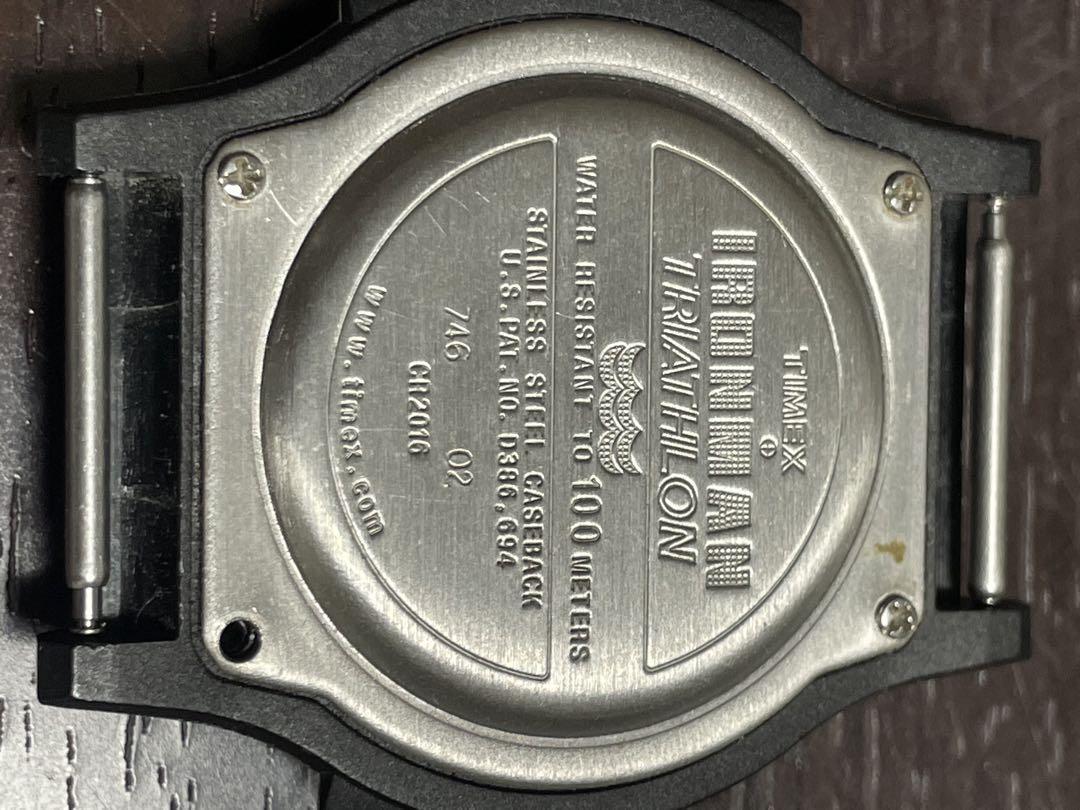 TIMEX
IRONMAN
TRIATHLON
WATER RESISTANT TO 100 METERS
STAINLESS STEEL CASEBACK
U.S.PAT.NO. D386,694
746 02
CR2016
www.timex.com